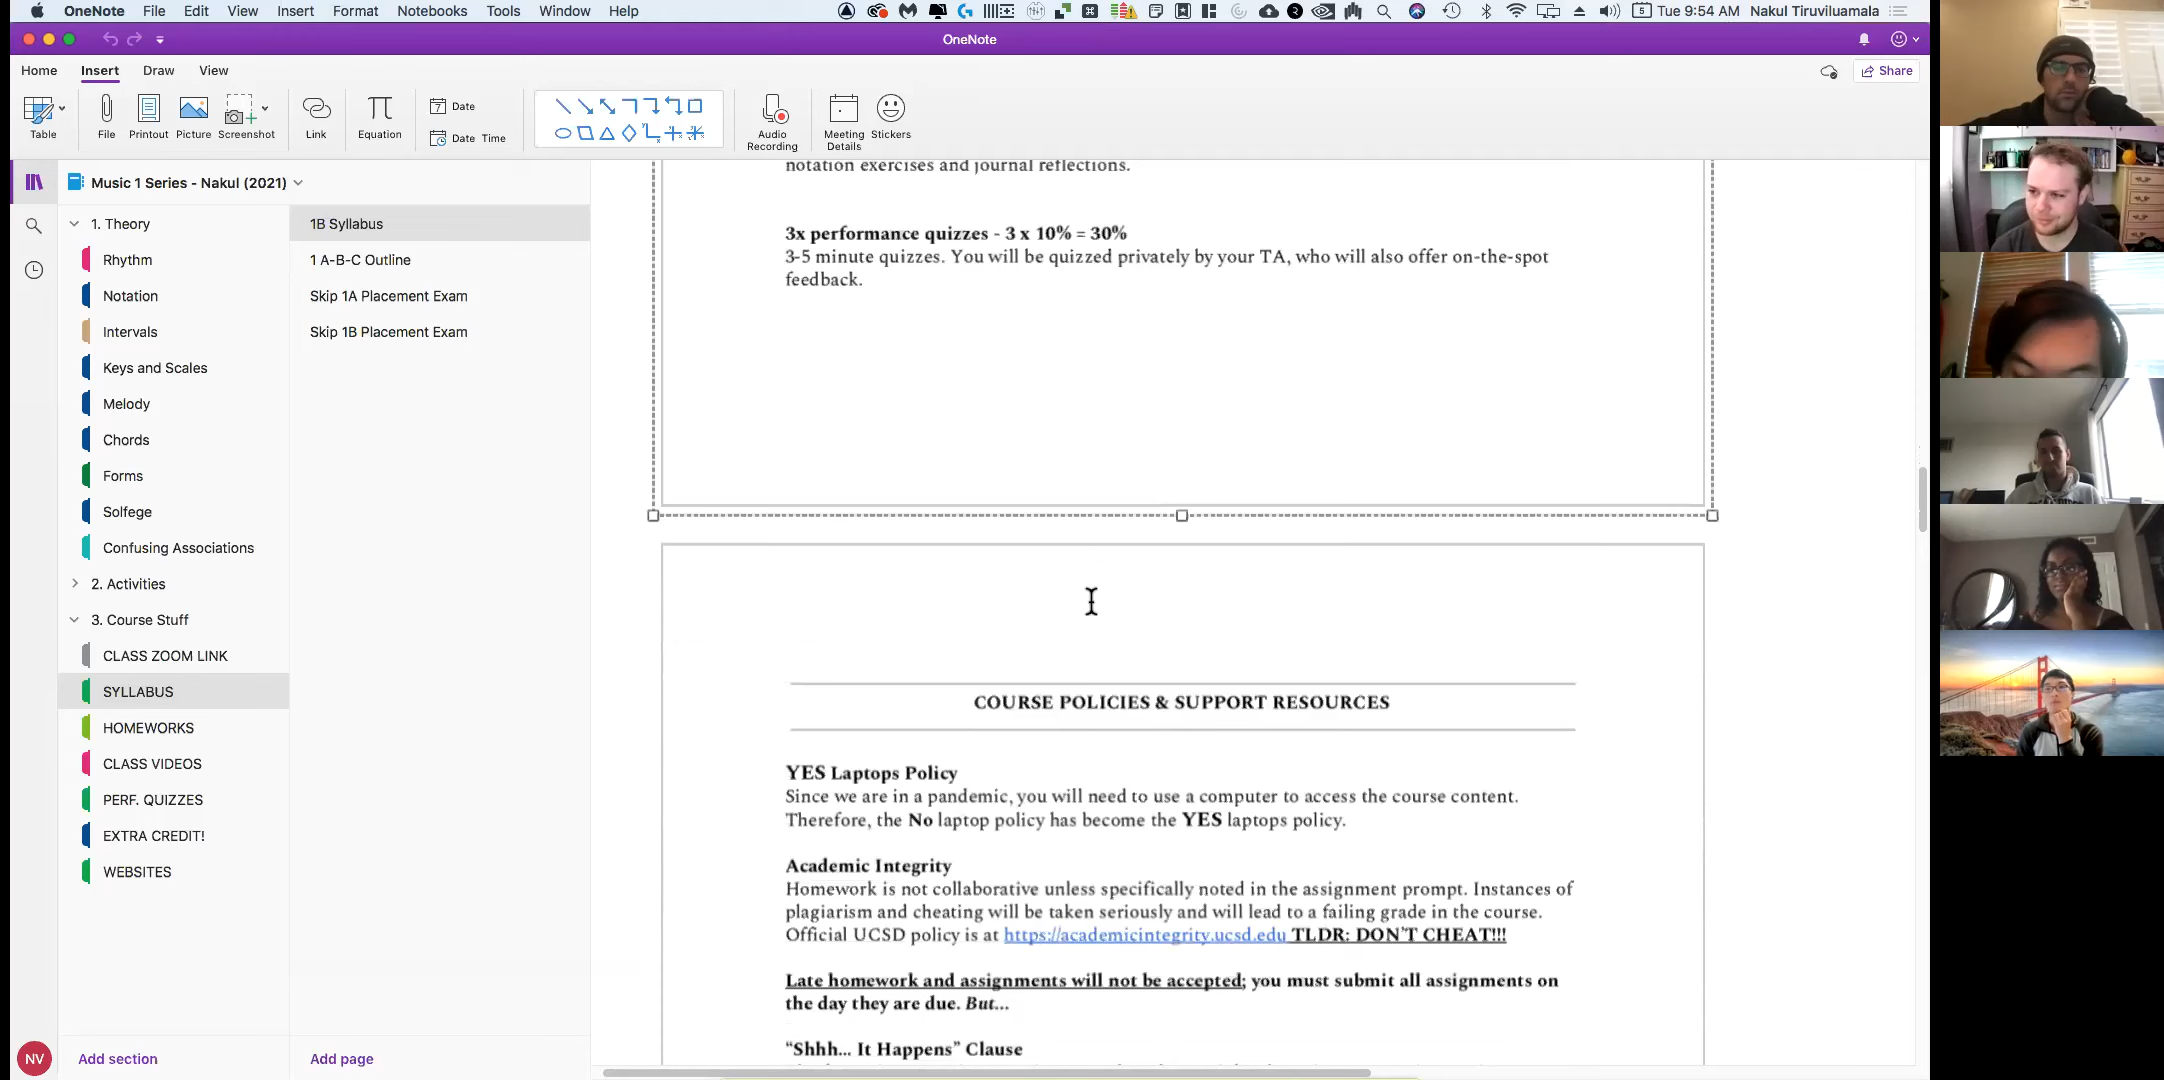 OneNote File Edit View Insert Format Notebooks Tools Window Help
Tue 9:54 AM Nakul Tiruviluamala
OneNote
Home Insert Draw View
Share
Table
File
Printout
Picture
Screenshot
Link
Equation
Date
Date Time
Audio Recording
Meeting Details
Stickers
Music 1 Series - Nakul (2021)
1. Theory
Rhythm
Notation
Intervals
Keys and Scales
Melody
Chords
Forms
Solfege
Confusing Associations
2. Activities
3. Course Stuff
CLASS ZOOM LINK
SYLLABUS
HOMEWORKS
CLASS VIDEOS
PERF. QUIZZES
EXTRA CREDIT!
WEBSITES
NV
Add section
1B Syllabus
1 A-B-C Outline
Skip 1A Placement Exam
Skip 1B Placement Exam
Add page
notation exercises and journal reflections.
3x performance quizzes - 3 x 10% = 30%
3-5 minute quizzes. You will be quizzed privately by your TA, who will also offer on-the-spot
feedback.
COURSE POLICIES & SUPPORT RESOURCES
YES Laptops Policy
Since we are in a pandemic, you will need to use a computer to access the course content.
Therefore, the No laptop policy has become the YES laptops policy.
Academic Integrity
Homework is not collaborative unless specifically noted in the assignment prompt. Instances of
plagiarism and cheating will be taken seriously and will lead to a failing grade in the course.
Official UCSD policy is at https://academicintegrity.ucsd.edu TLDR: DON'T CHEAT!!!
Late homework and assignments will not be accepted; you must submit all assignments on
the day they are due. But...
“Shhh... It Happens” Clause